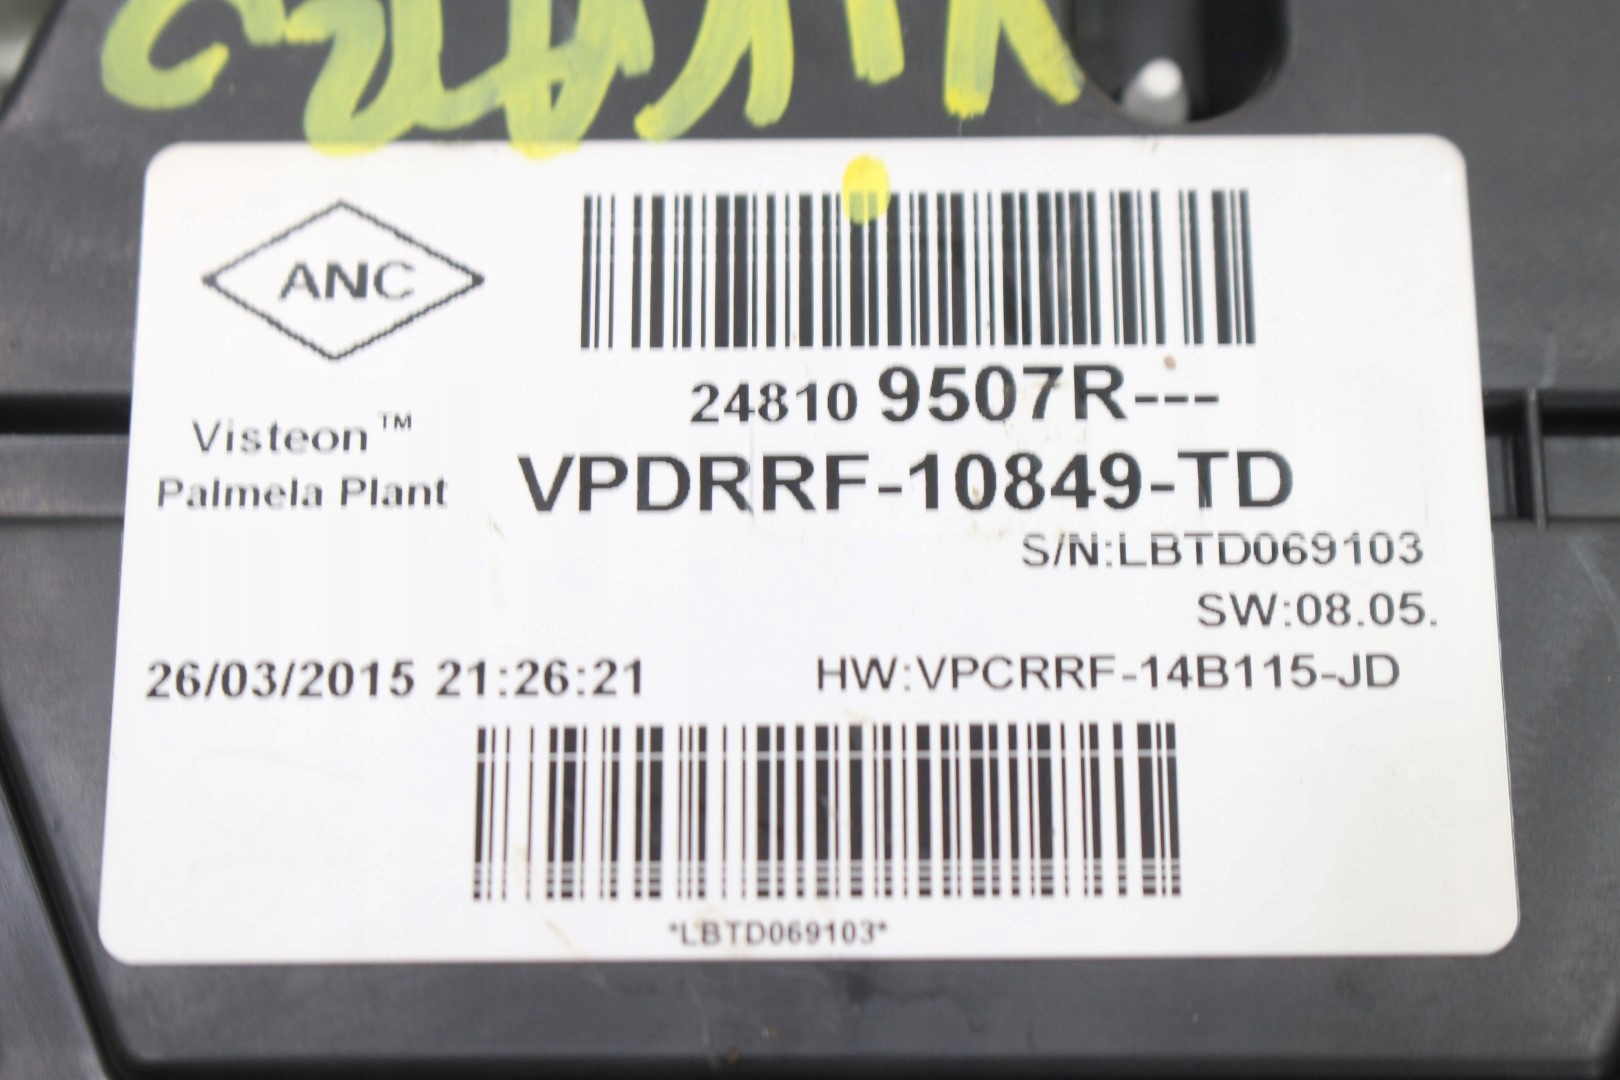 ANC
24810 9507R---
Visteon™
Palmela Plant
VPDRRF-10849-TD
S/N:LBTD069103
SW:08.05.
26/03/2015 21:26:21
HW:VPCRRF-14B115-JD
*LBTD069103*